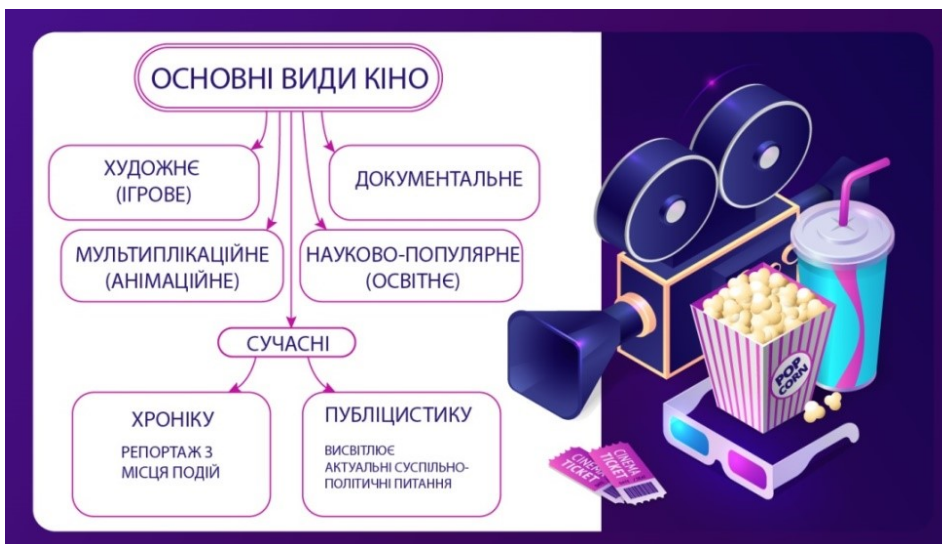 ОСНОВНІ ВИДИ КІНО
ХУДОЖНЄ
(ІГРОВЕ)
ДОКУМЕНТАЛЬНЕ
МУЛЬТИПЛІКАЦІЙНЕ
(АНІМАЦІЙНЕ)
НАУКОВО-ПОПУЛЯРНЕ
(ОСВІТНЄ)
СУЧАСНІ
ХРОНІКУ
РЕПОРТАЖ З
МІСЦЯ ПОДІЙ
ПУБЛІЦИСТИКУ
ВИСВІТЛЮЄ
АКТУАЛЬНІ СУСПІЛЬНО-
ПОЛІТИЧНІ ПИТАННЯ
POP
CORN
CINEMA
TICKET
CINEMA
TICKET